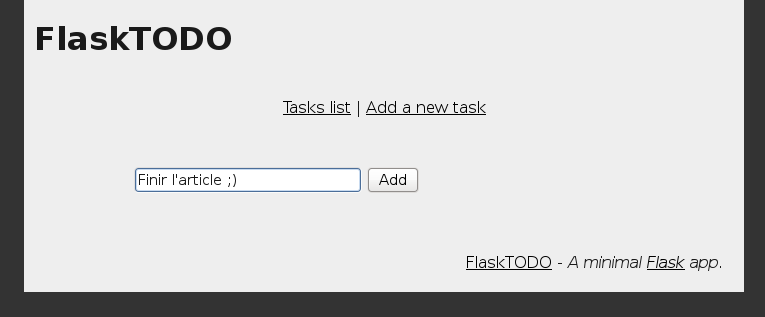 FlaskTODO
Tasks list | Add a new task
Finir l'article ;) Add
FlaskTODO - A minimal Flask app.